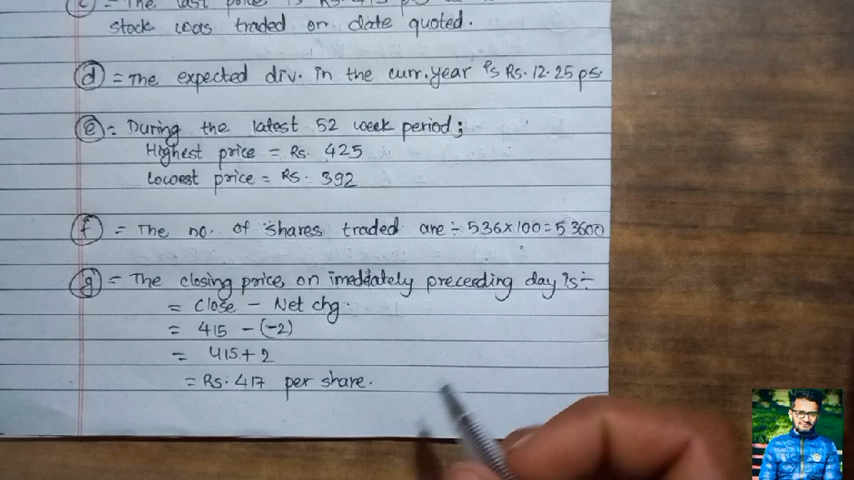 stock was traded on date quoted.
(d) = The expected div. in the curr. year is Rs. 12.25 ps.
(e) = During the latest 52 week period;
Highest price = Rs. 425
Lowest price = Rs. 392
(f) = The no. of shares traded are ÷ 536×100=53600
(g) = The closing price on imediately preceeding day is ÷
= Close - Net chg.
= 415 - (-2)
= 415+2
= Rs. 417 per share.